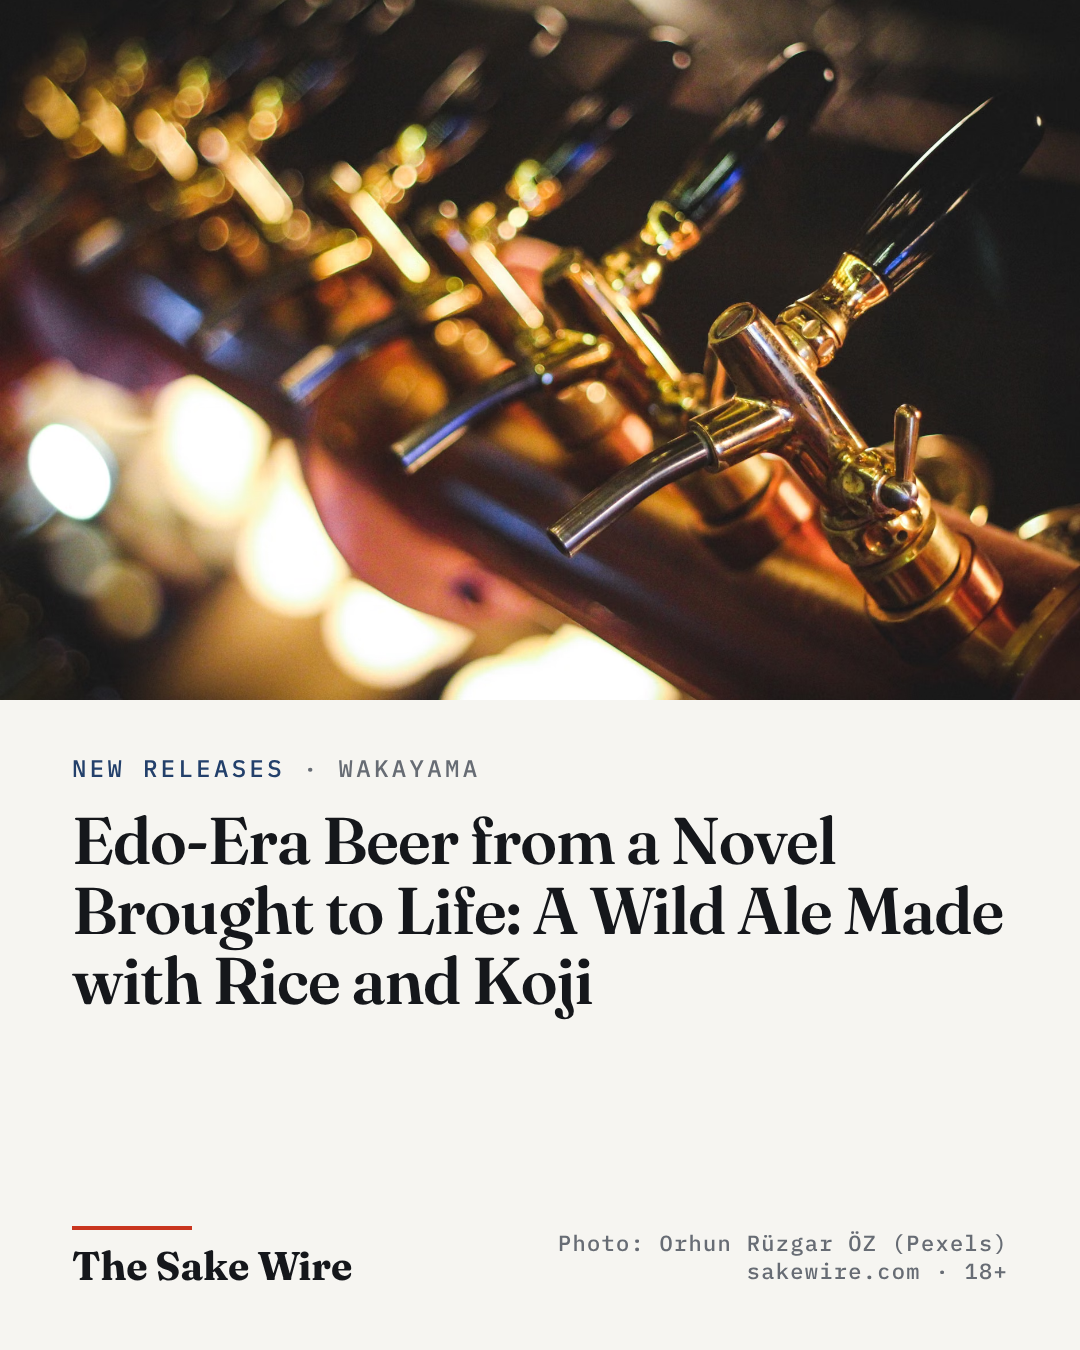 NEW RELEASES · WAKAYAMA
Edo-Era Beer from a Novel
Brought to Life: A Wild Ale Made
with Rice and Koji
The Sake Wire
Photo: Orhun Rüzgar ÖZ (Pexels)
sakewire.com · 18+